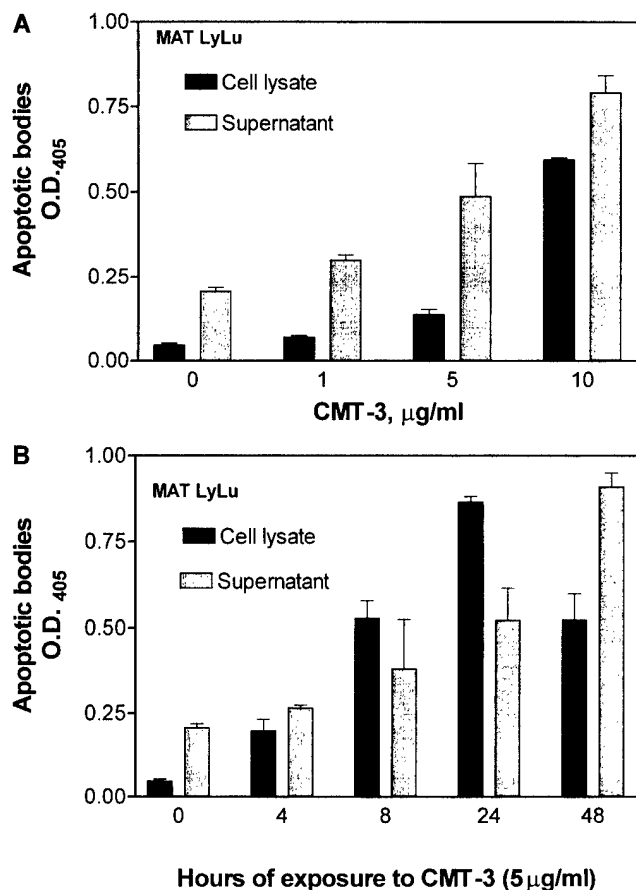 A
MAT LyLu
Cell lysate
Supernatant
Apoptotic bodies
O.D.405
1.00
0.75
0.50
0.25
0.00
0 1 5 10
CMT-3, μg/ml
B
MAT LyLu
Cell lysate
Supernatant
Apoptotic bodies
O.D. 405
1.00
0.75
0.50
0.25
0.00
0 4 8 24 48
Hours of exposure to CMT-3 (5μg/ml)